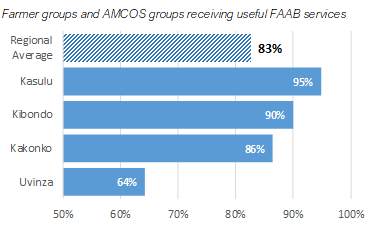 Farmer groups and AMCOS groups receiving useful FAAB services
Regional
Average
83%
Kasulu
95%
Kibondo
90%
Kakonko
86%
Uvinza
64%
50% 60% 70% 80% 90% 100%